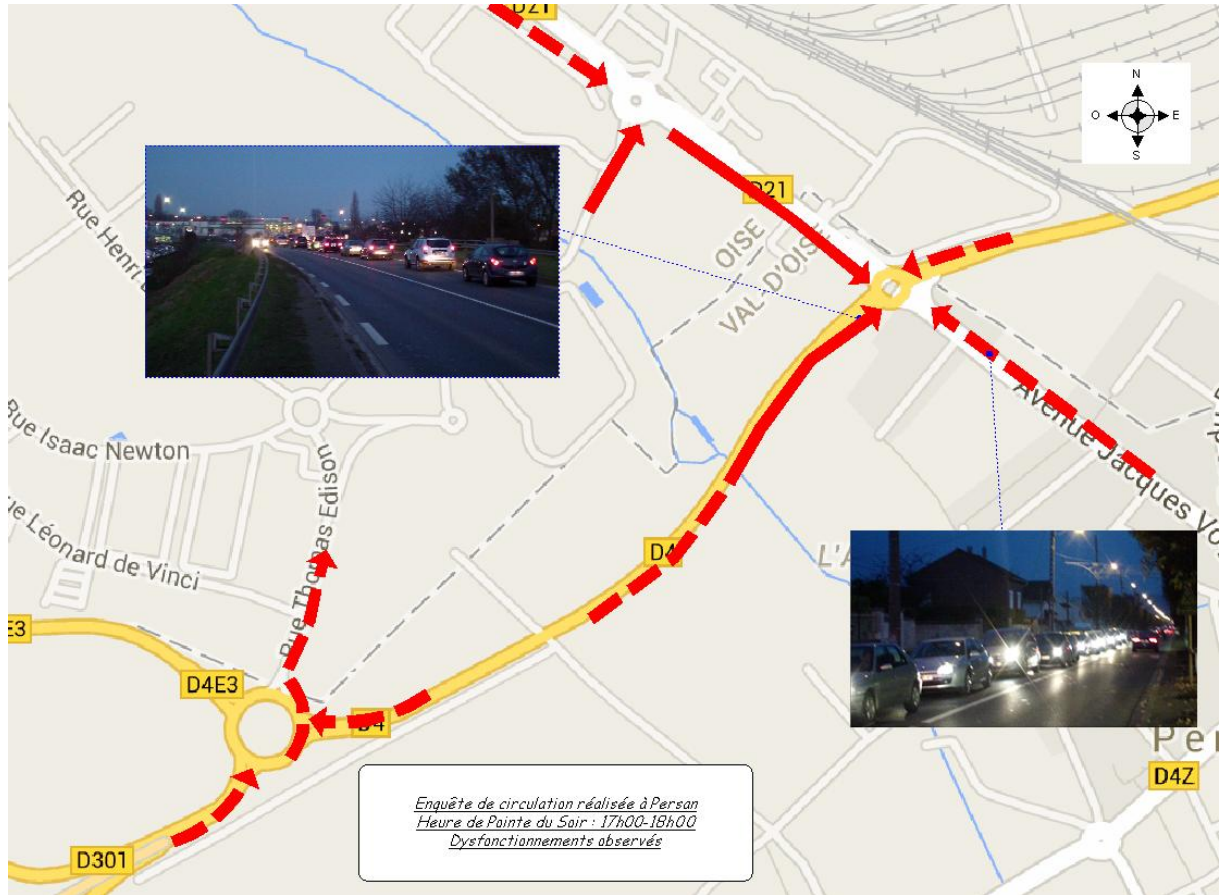 D21
N
O
E
S
D21
Rue Henri
OISE
VAL-D'OISE
Rue Isaac Newton
Rue Thomas Edison
Avenue Jacques
Rue Léonard de Vinci
D4
E3
D4E3
D4
D4Z
D301
Enquête de circulation réalisée à Persan
Heure de Pointe du Soir : 17h00-18h00
Dysfonctionnements observés